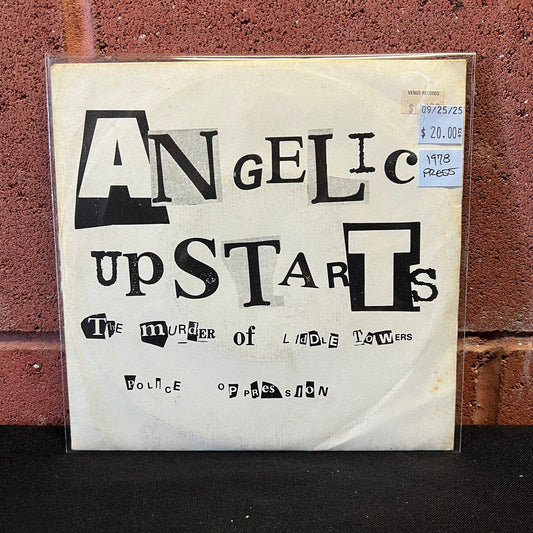 VENUS RECORDS
$
09/25/25
$ 20.00
1978
PRESS
ANGELIC
UPSTARTS
THE MURDER of LIDDLE TOWERS
POLICE OPPRESSION